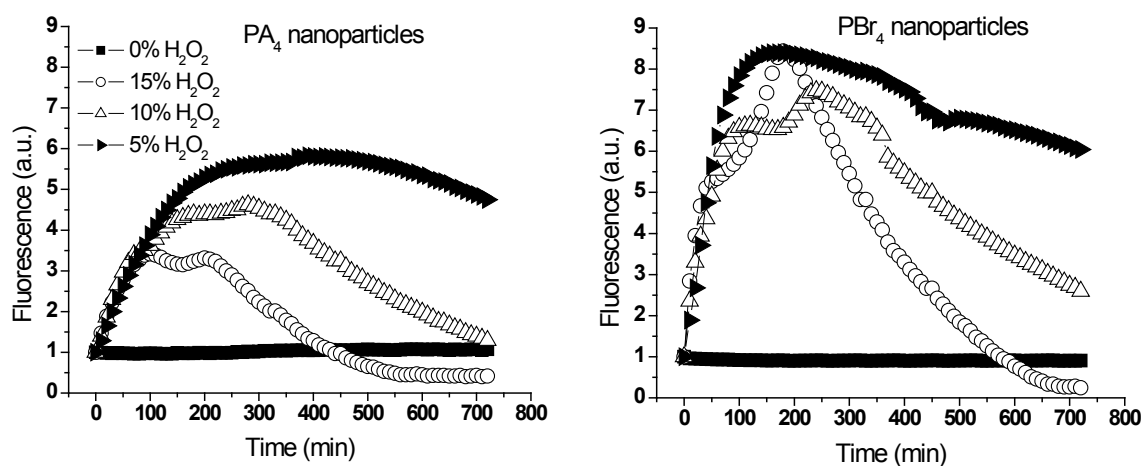 PA₄ nanoparticles
0% H₂O₂
15% H₂O₂
10% H₂O₂
5% H₂O₂
Fluorescence (a.u.)
9
8
7
6
5
4
3
2
1
0
0 100 200 300 400 500 600 700 800
Time (min)
PBr₄ nanoparticles
Fluorescence (a.u.)
9
8
7
6
5
4
3
2
1
0
0 100 200 300 400 500 600 700 800
Time (min)